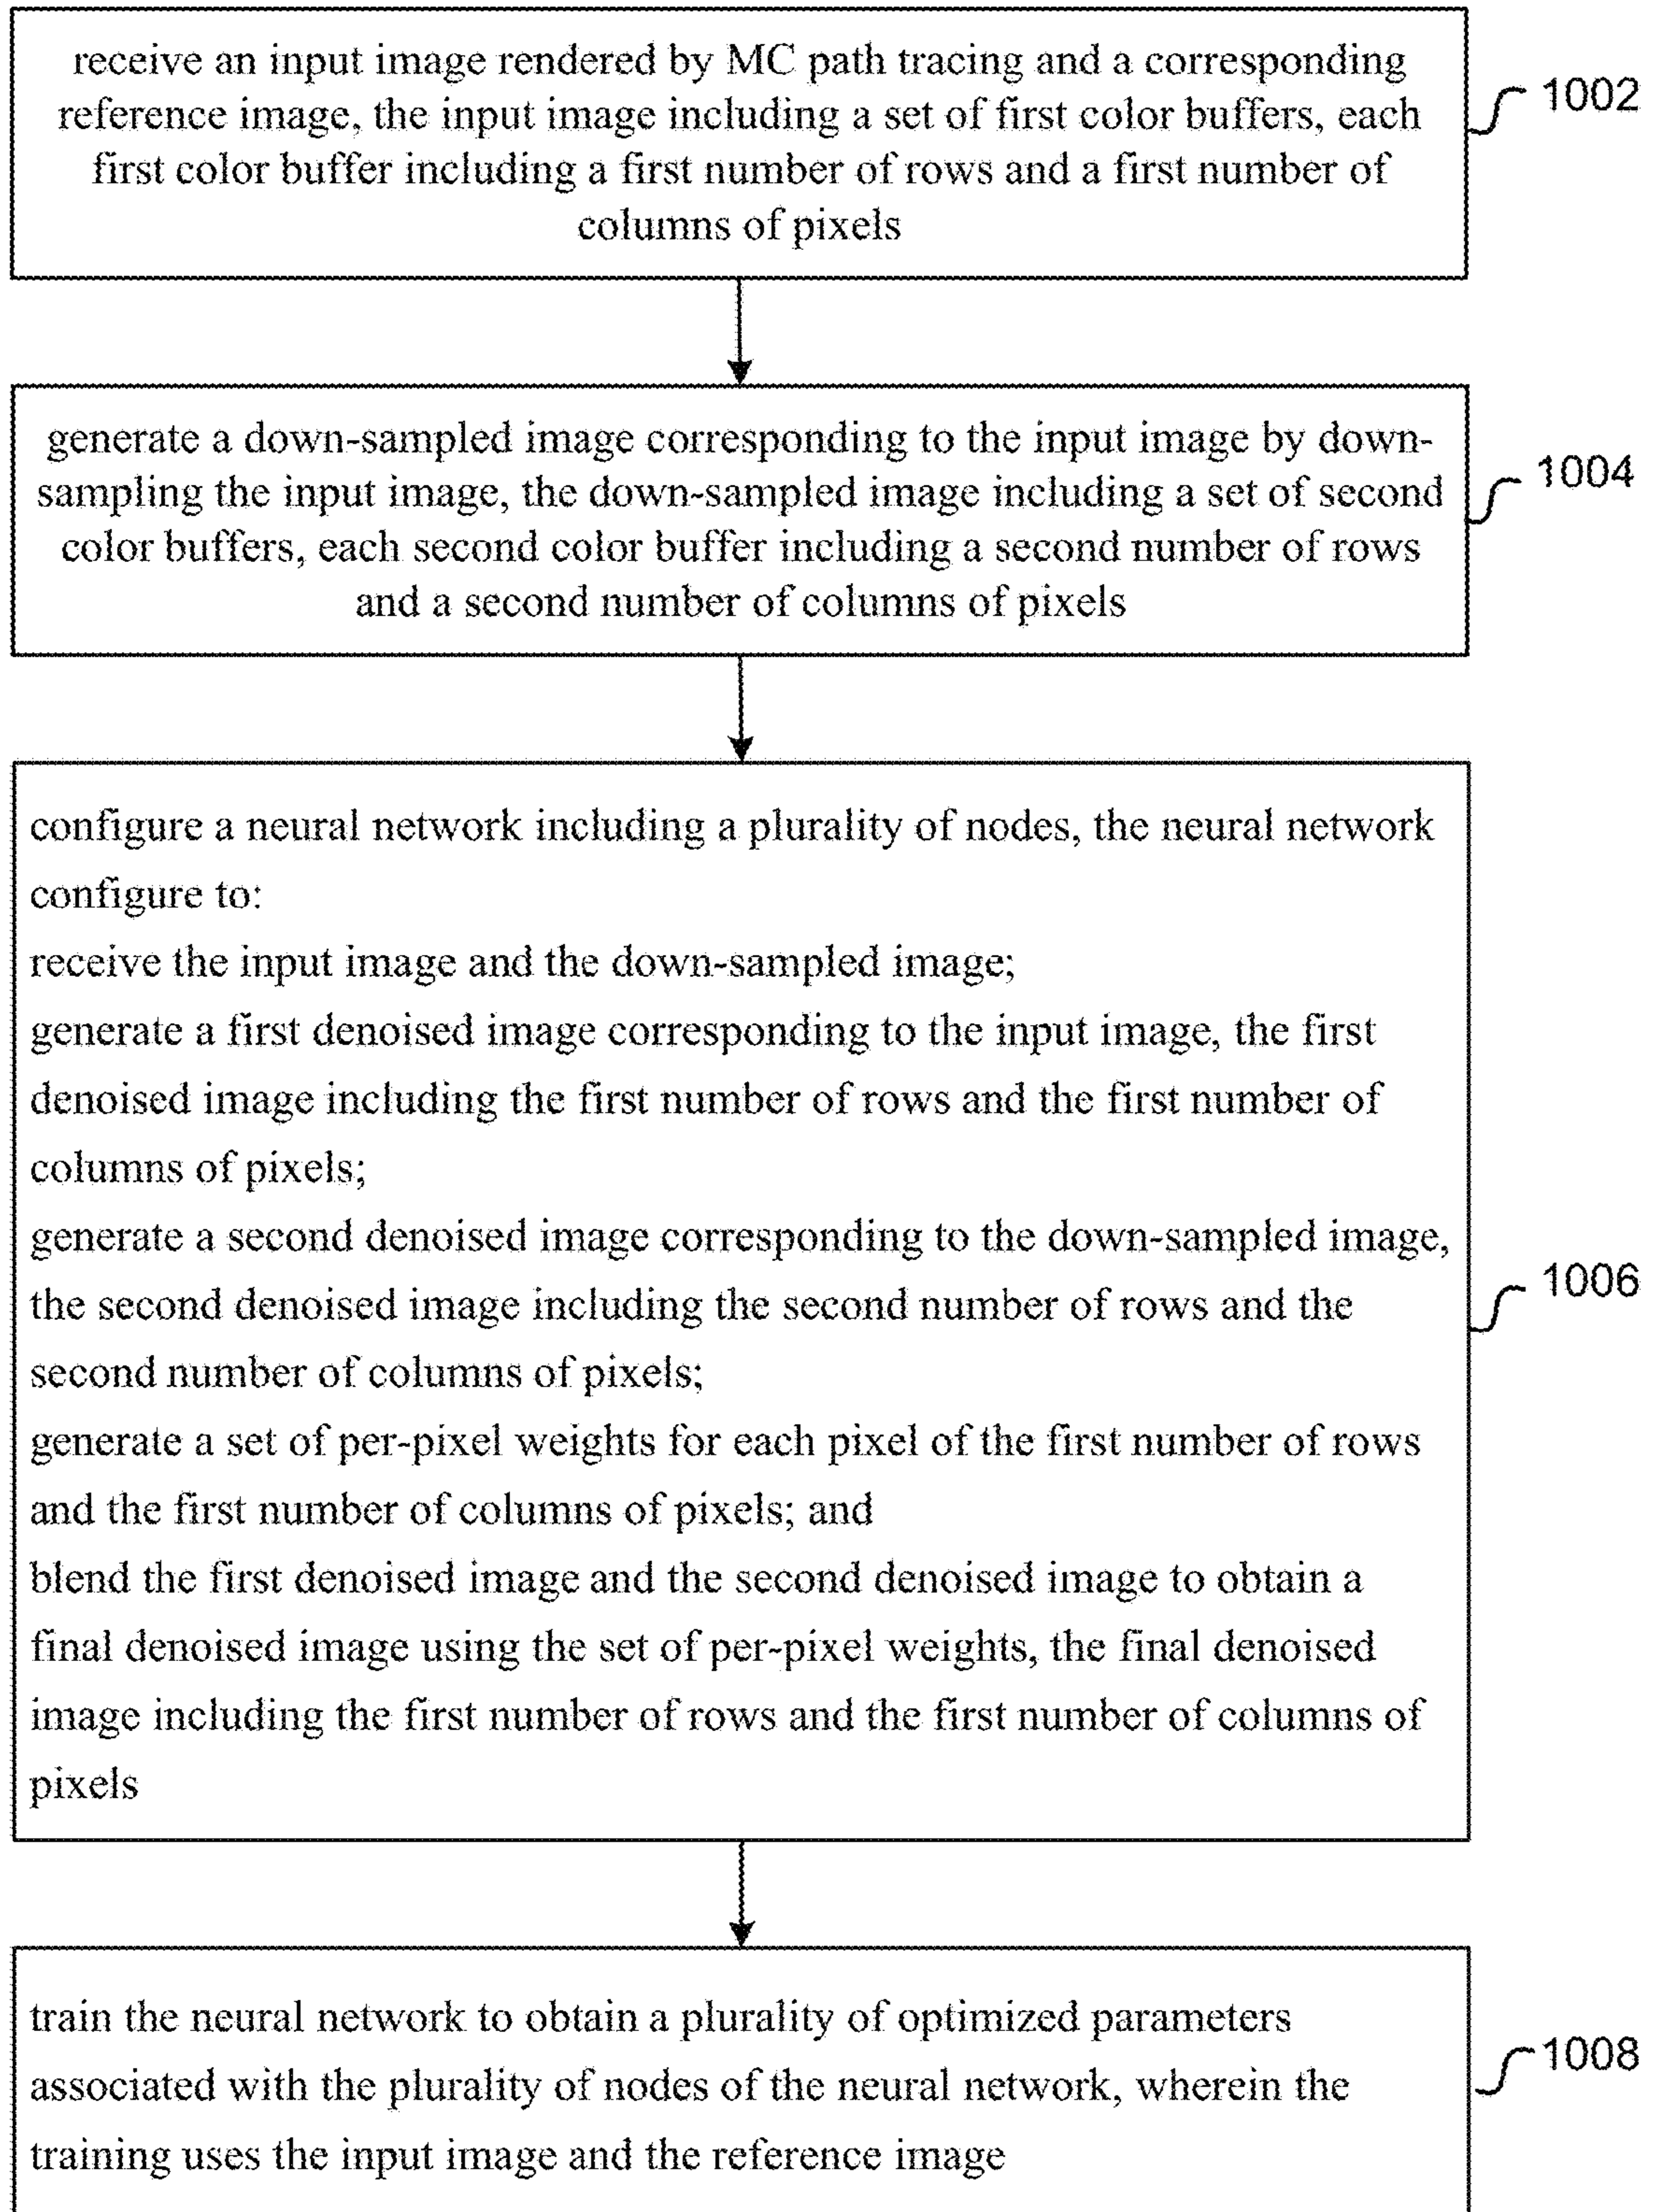 receive an input image rendered by MC path tracing and a corresponding
reference image, the input image including a set of first color buffers, each
first color buffer including a first number of rows and a first number of
columns of pixels
1002
generate a down-sampled image corresponding to the input image by down-
sampling the input image, the down-sampled image including a set of second
color buffers, each second color buffer including a second number of rows
and a second number of columns of pixels
1004
configure a neural network including a plurality of nodes, the neural network
configure to:
receive the input image and the down-sampled image;
generate a first denoised image corresponding to the input image, the first
denoised image including the first number of rows and the first number of
columns of pixels;
generate a second denoised image corresponding to the down-sampled image,
the second denoised image including the second number of rows and the
second number of columns of pixels;
generate a set of per-pixel weights for each pixel of the first number of rows
and the first number of columns of pixels; and
blend the first denoised image and the second denoised image to obtain a
final denoised image using the set of per-pixel weights, the final denoised
image including the first number of rows and the first number of columns of
pixels
1006
train the neural network to obtain a plurality of optimized parameters
associated with the plurality of nodes of the neural network, wherein the
training uses the input image and the reference image
1008